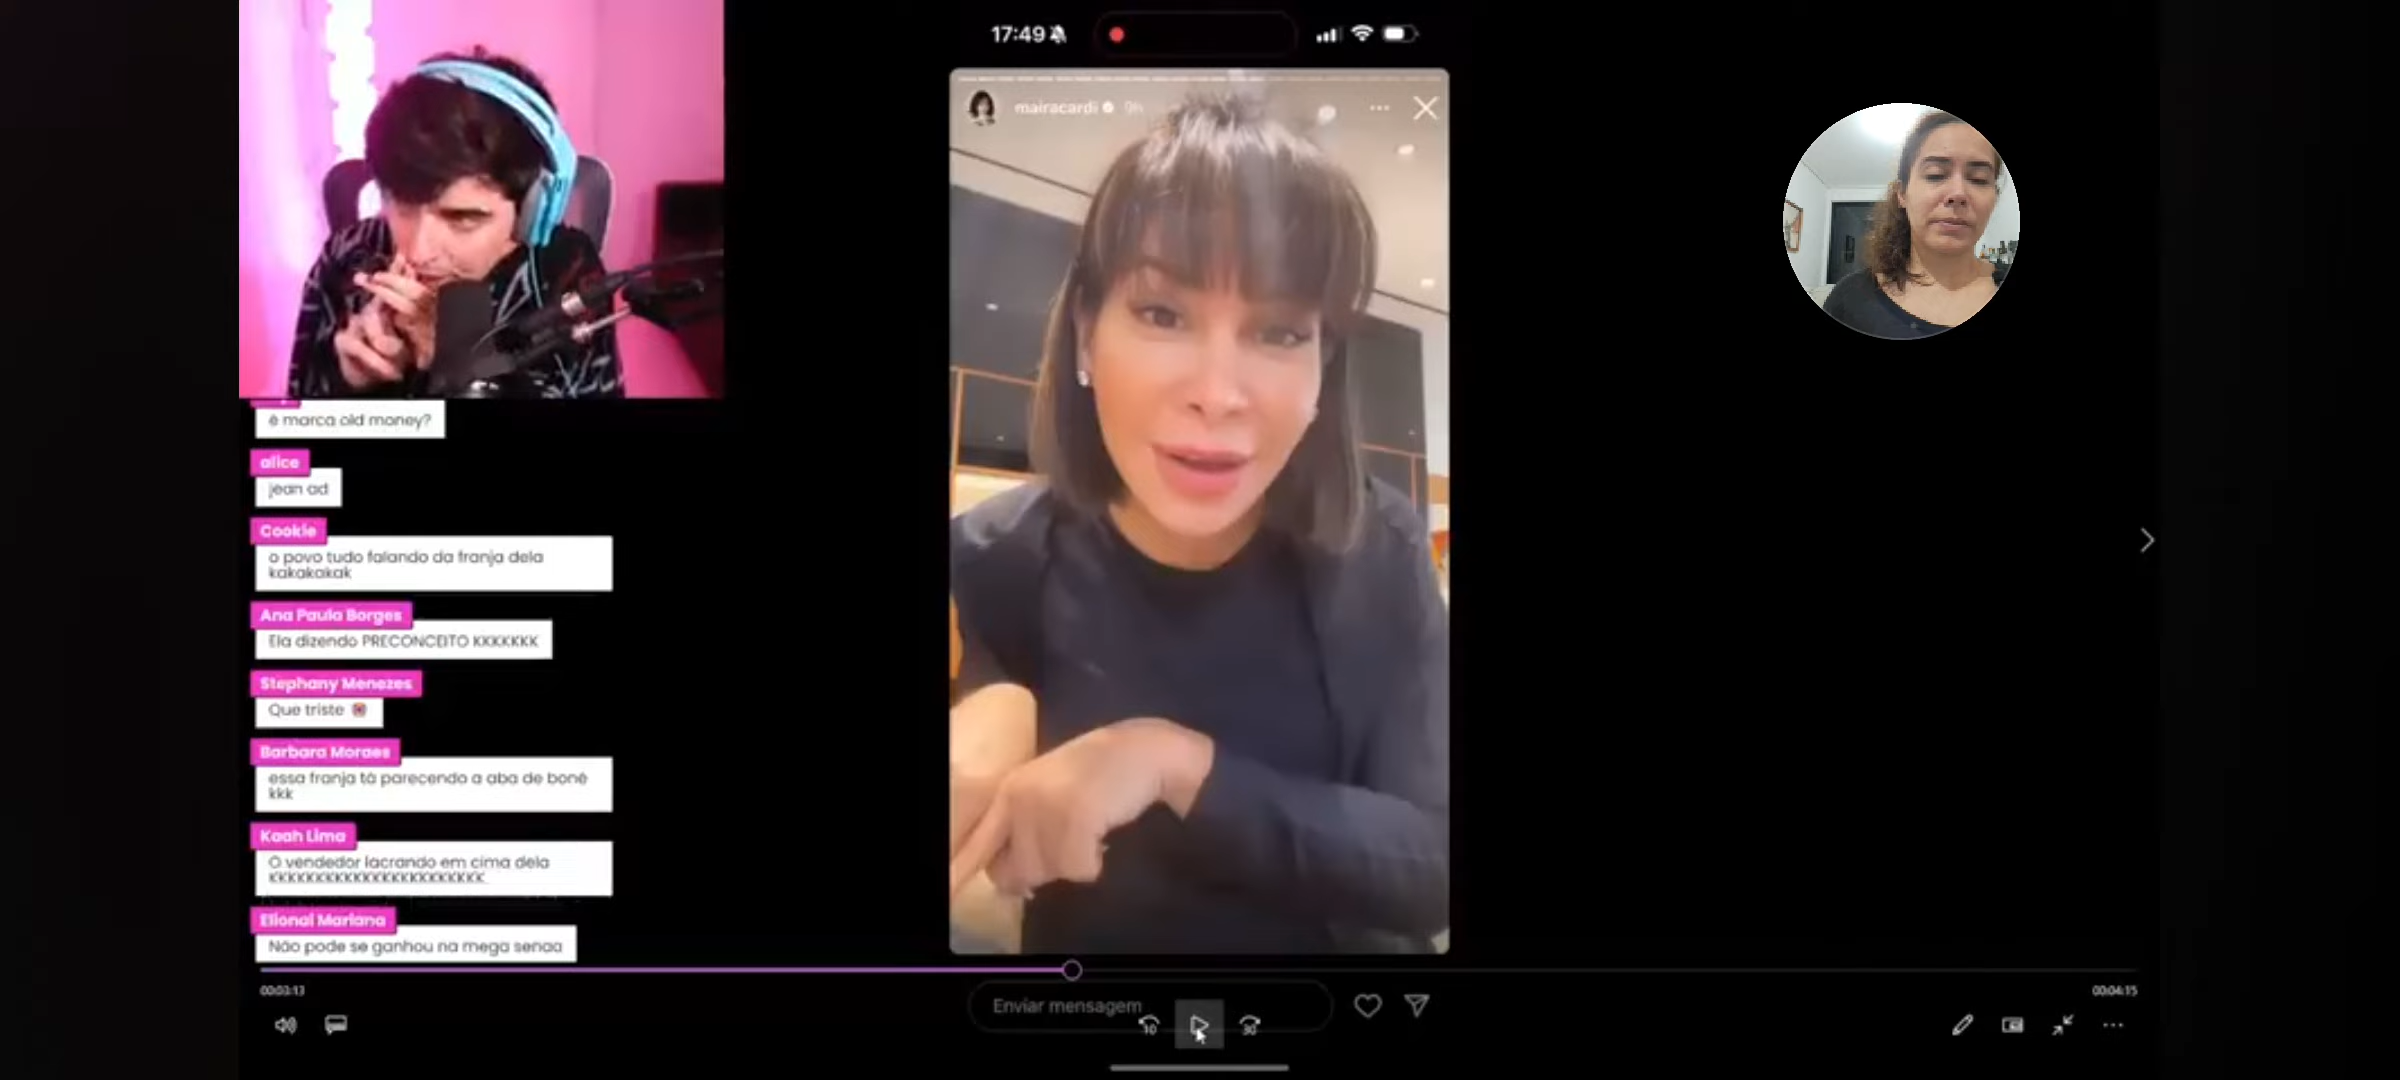 17:49
mairacardi 9h
é marca old money?
alice
jean ad
Cookie
o povo tudo falando da franja dela
kakakakak
Ana Paula Borges
Ela dizendo PRECONCEITO KKKKKKK
Stephany Menezes
Que triste
Barbara Moraes
essa franja tá parecendo a aba de boné
kkk
Kaah Lima
O vendedor lacrando em cima dela
KKKKKKKKKKKKKKKKKKKKKKK
Elionai Mariana
Não pode se ganhou na mega senaa
00:03:13
00:04:15
Enviar mensagem
10
30